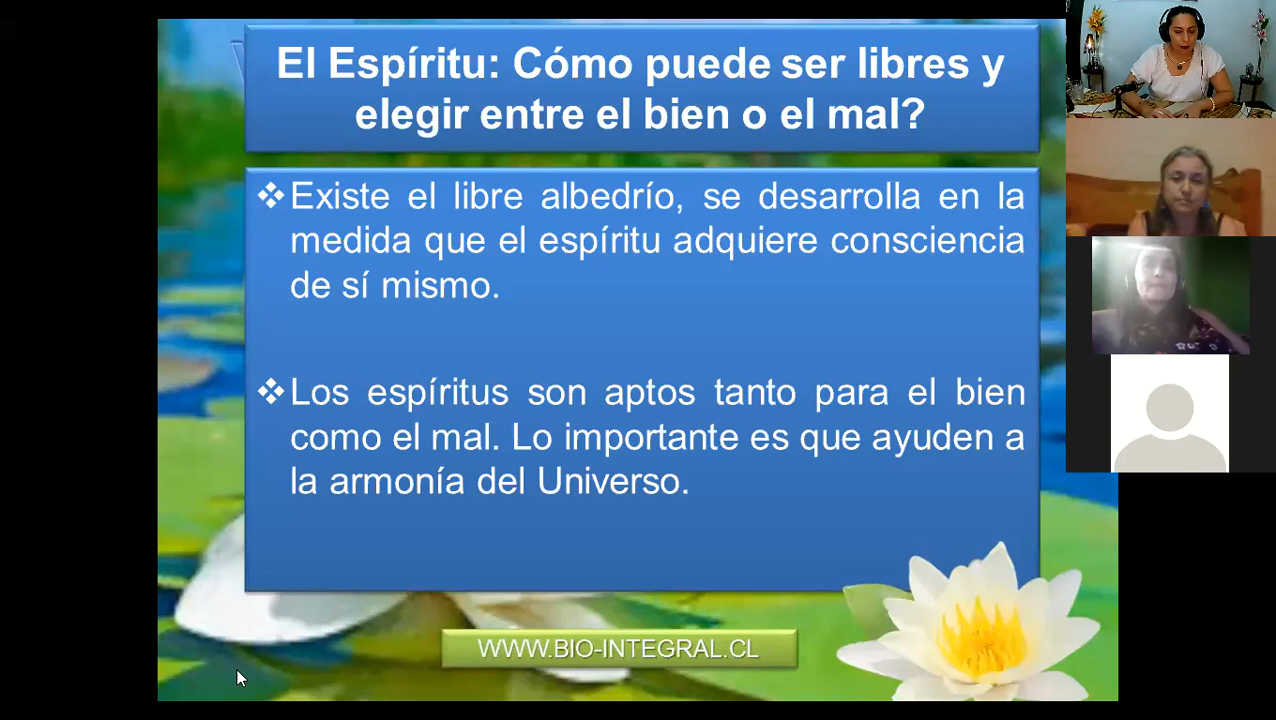 El Espíritu: Cómo puede ser libres y
elegir entre el bien o el mal?
❖Existe el libre albedrío, se desarrolla en la
medida que el espíritu adquiere consciencia
de sí mismo.
❖Los espíritus son aptos tanto para el bien
como el mal. Lo importante es que ayuden a
la armonía del Universo.
WWW.BIO-INTEGRAL.CL